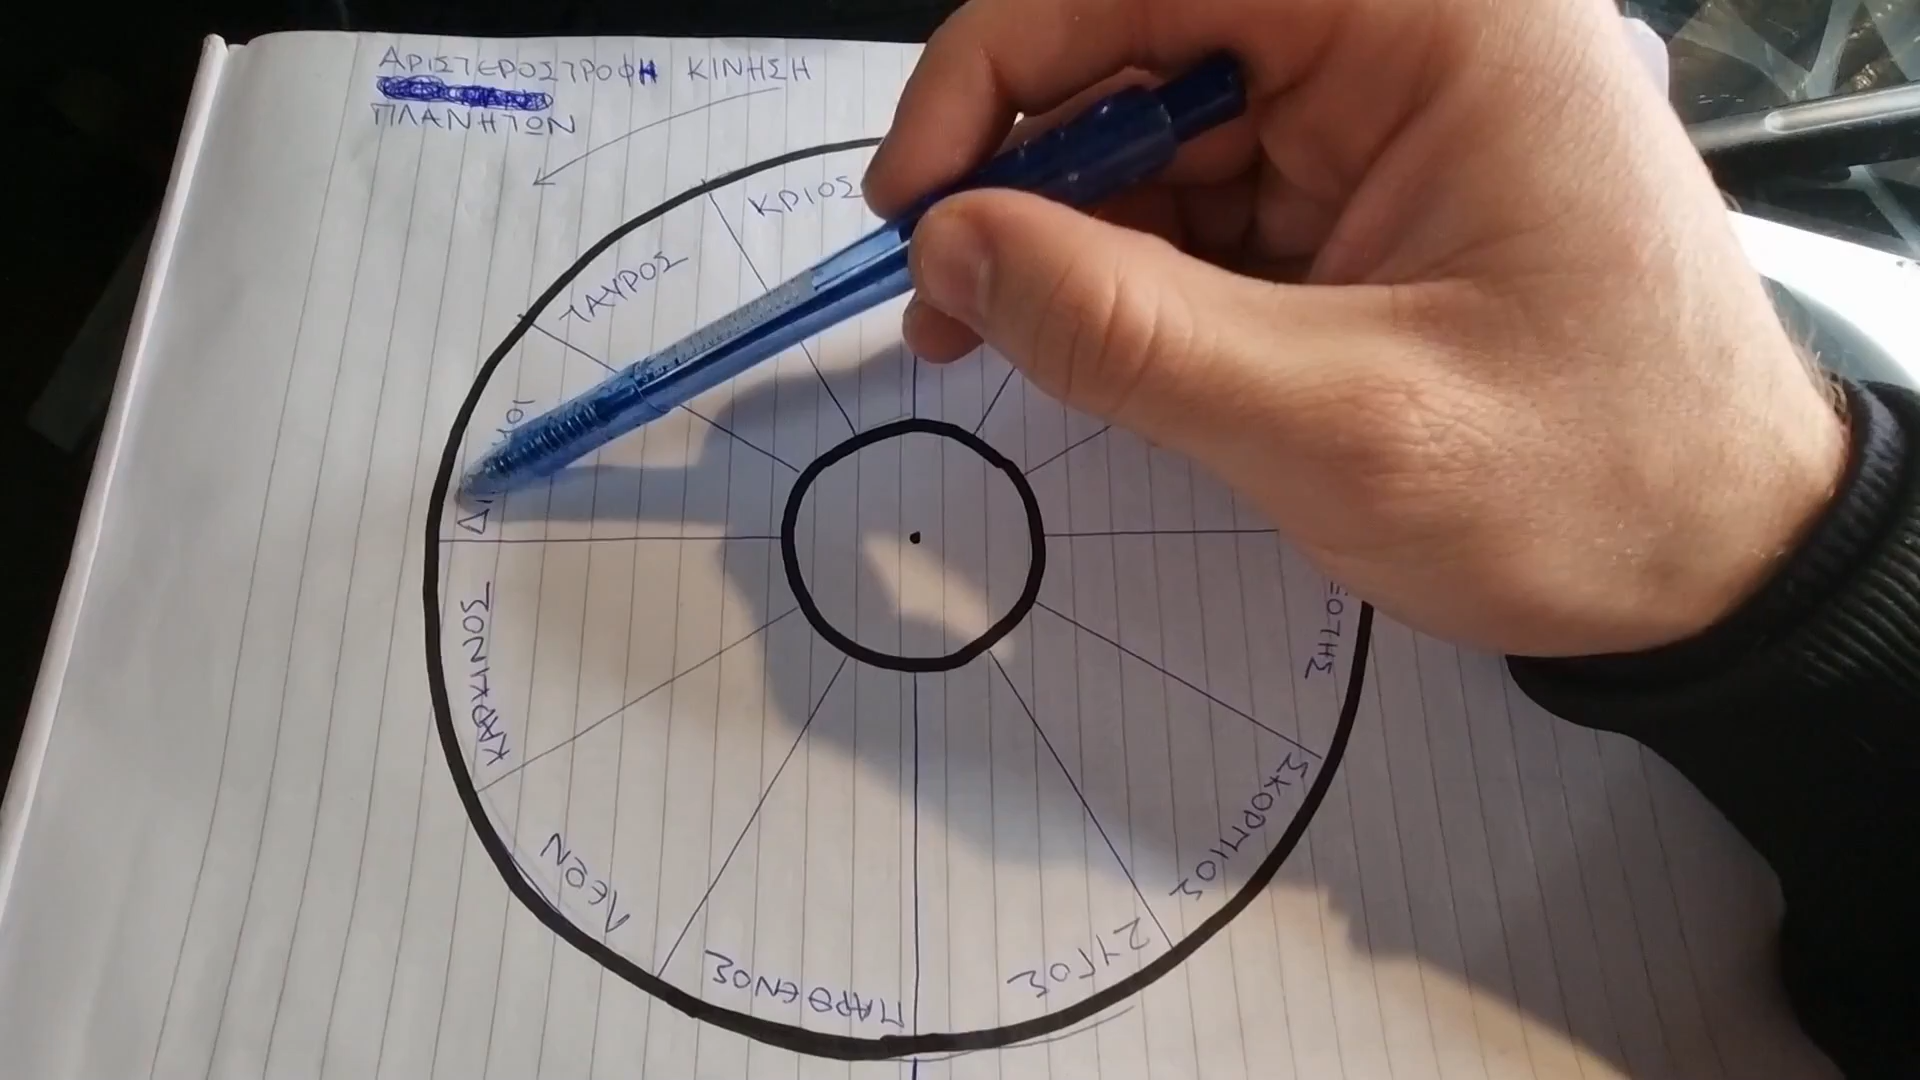 ΑΡΙΣΤΕΡΟΣΤΡΟΦΗ ΚΙΝΗΣΗ
ΠΛΑΝΗΤΩΝ
ΚΡΙΟΣ
ΤΑΥΡΟΣ
ΚΑΡΚΙΝΟΣ
ΛΕΩΝ
ΠΑΡΘΕΝΟΣ
ΖΥΓΟΣ
ΣΚΟΡΠΙΟΣ